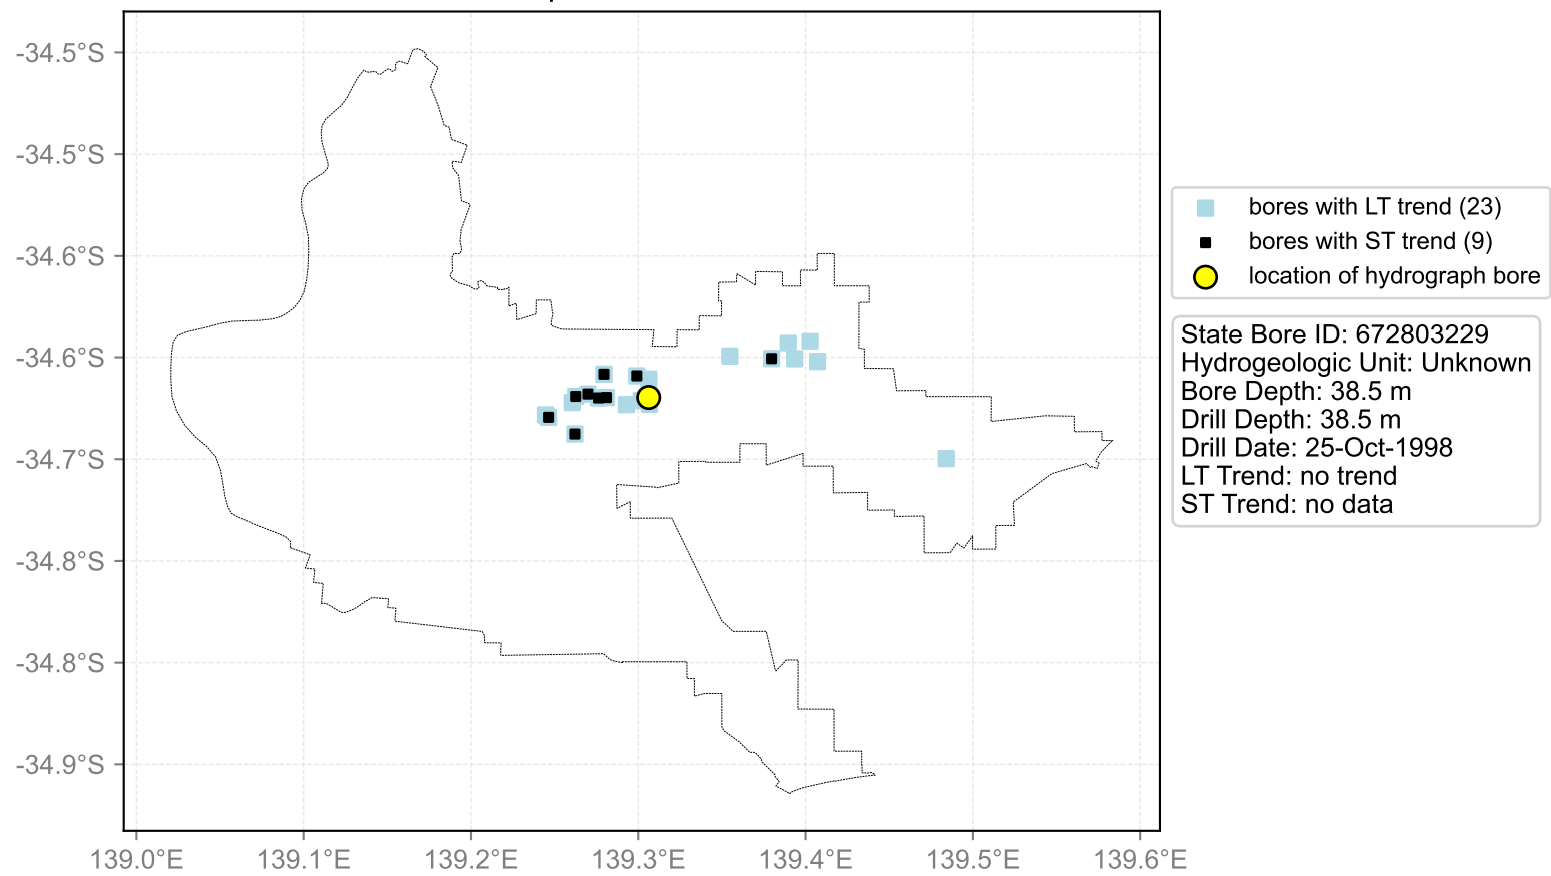 -34.5°S
-34.5°S
-34.6°S
-34.6°S
-34.7°S
-34.8°S
-34.8°S
-34.9°S
139.0°E 139.1°E 139.2°E 139.3°E 139.4°E 139.5°E 139.6°E
bores with LT trend (23)
bores with ST trend (9)
location of hydrograph bore
State Bore ID: 672803229
Hydrogeologic Unit: Unknown
Bore Depth: 38.5 m
Drill Depth: 38.5 m
Drill Date: 25-Oct-1998
LT Trend: no trend
ST Trend: no data